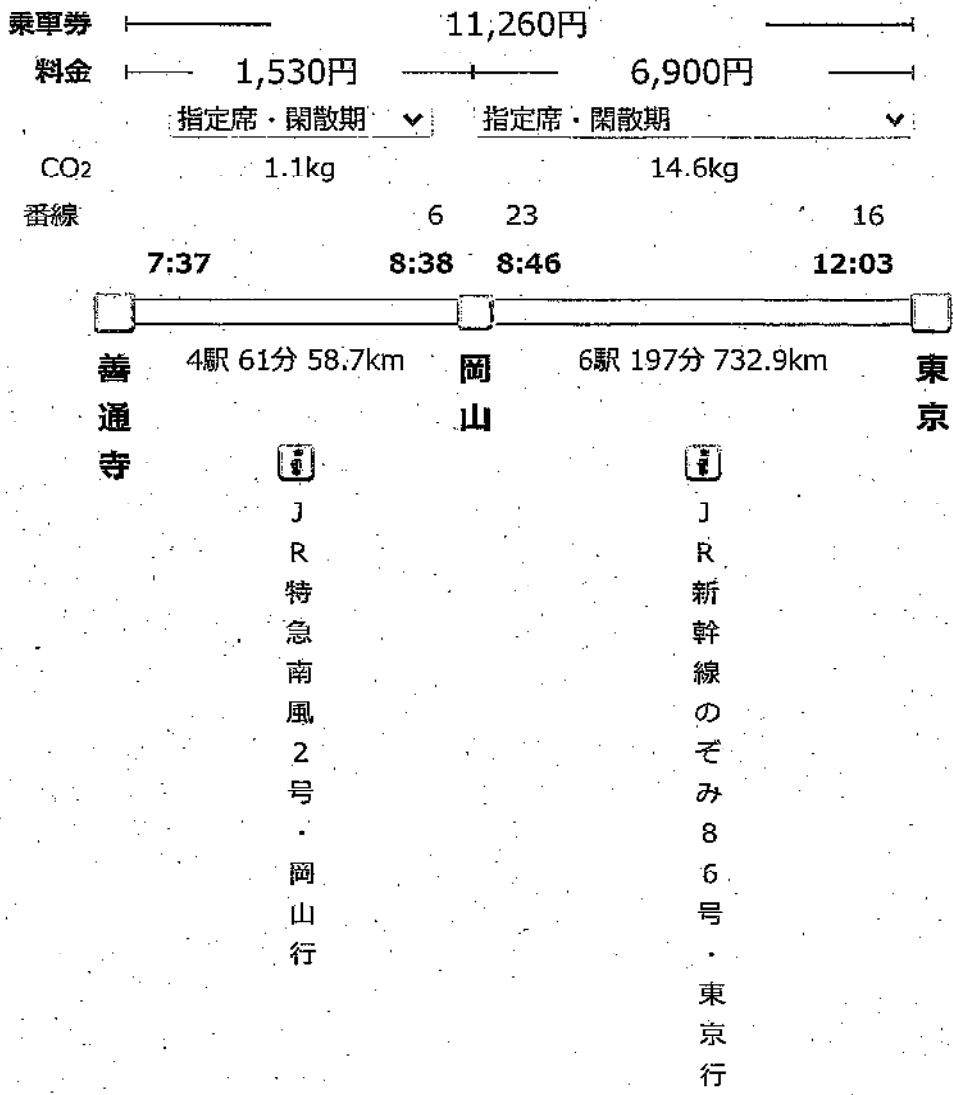 乗車券 11,260円
料金 1,530円 6,900円
指定席・閑散期 指定席・閑散期
CO2 1.1kg 14.6kg
番線 6 23 16
7:37 8:38 8:46 12:03
4駅 61分 58.7km 6駅 197分 732.9km
善通寺
岡山
東京
JR特急南風2号・岡山行
JR新幹線のぞみ86号・東京行